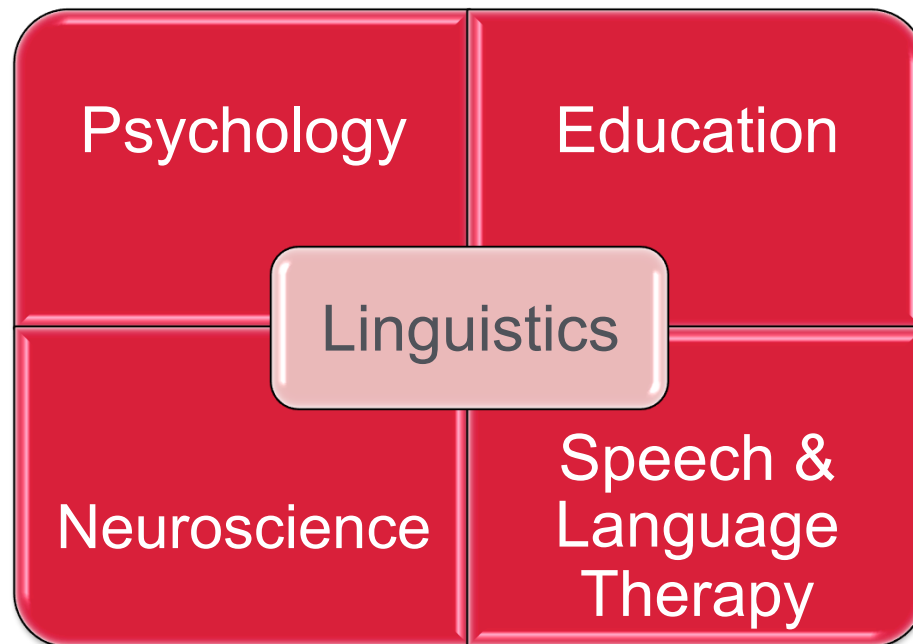 Psychology
Education
Linguistics
Neuroscience
Speech &
Language
Therapy